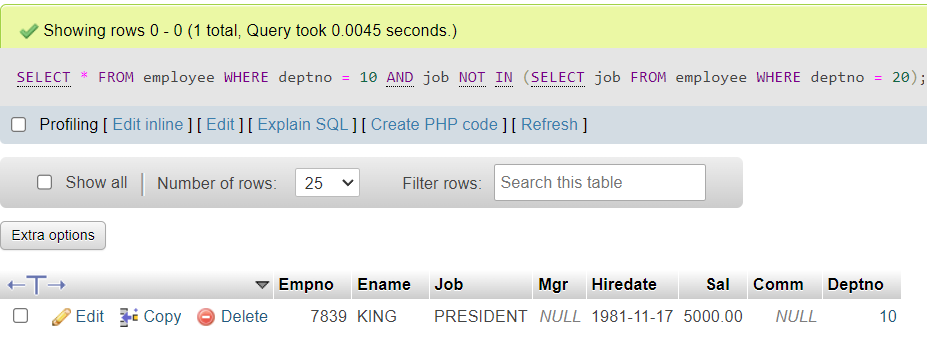 Showing rows 0 - 0 (1 total, Query took 0.0045 seconds.)
SELECT * FROM employee WHERE deptno = 10 AND job NOT IN (SELECT job FROM employee WHERE deptno = 20);
Profiling [ Edit inline ] [ Edit ] [ Explain SQL ] [ Create PHP code ] [ Refresh ]
Show all | Number of rows: 25 Filter rows: Search this table
Extra options
←T→ Empno Ename Job Mgr Hiredate Sal Comm Deptno
Edit Copy Delete 7839 KING PRESIDENT NULL 1981-11-17 5000.00 NULL 10